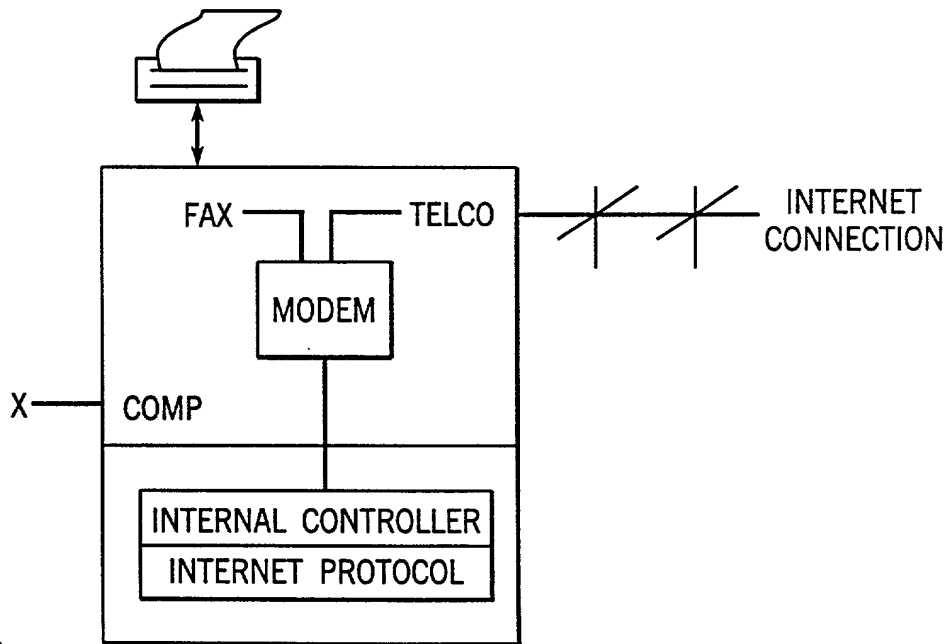 FAX
TELCO
INTERNET
CONNECTION
MODEM
X
COMP
INTERNAL CONTROLLER
INTERNET PROTOCOL